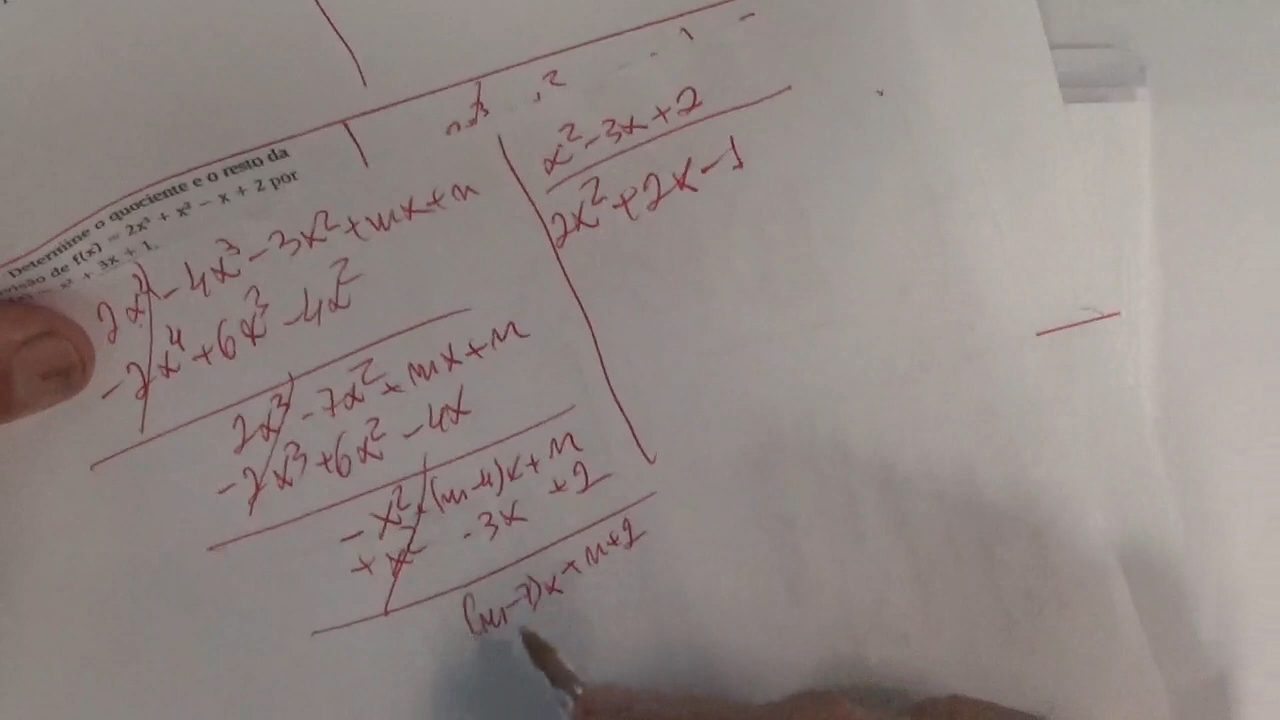 Determine o quociente e o resto da
divisão de f(x) = 2x³ + x² − x + 2 por
x² + 3x + 1.
2x⁴ - 4x³ - 3x² + mx + n
x² - 3x + 2
-2x⁴ + 6x³ - 4x²
2x² + 2x - 1
2x³ - 7x² + mx + n
-2x³ + 6x² - 4x
- x² + (m-4)x + n
+ x² - 3x + 2
(m-7)x + n+2